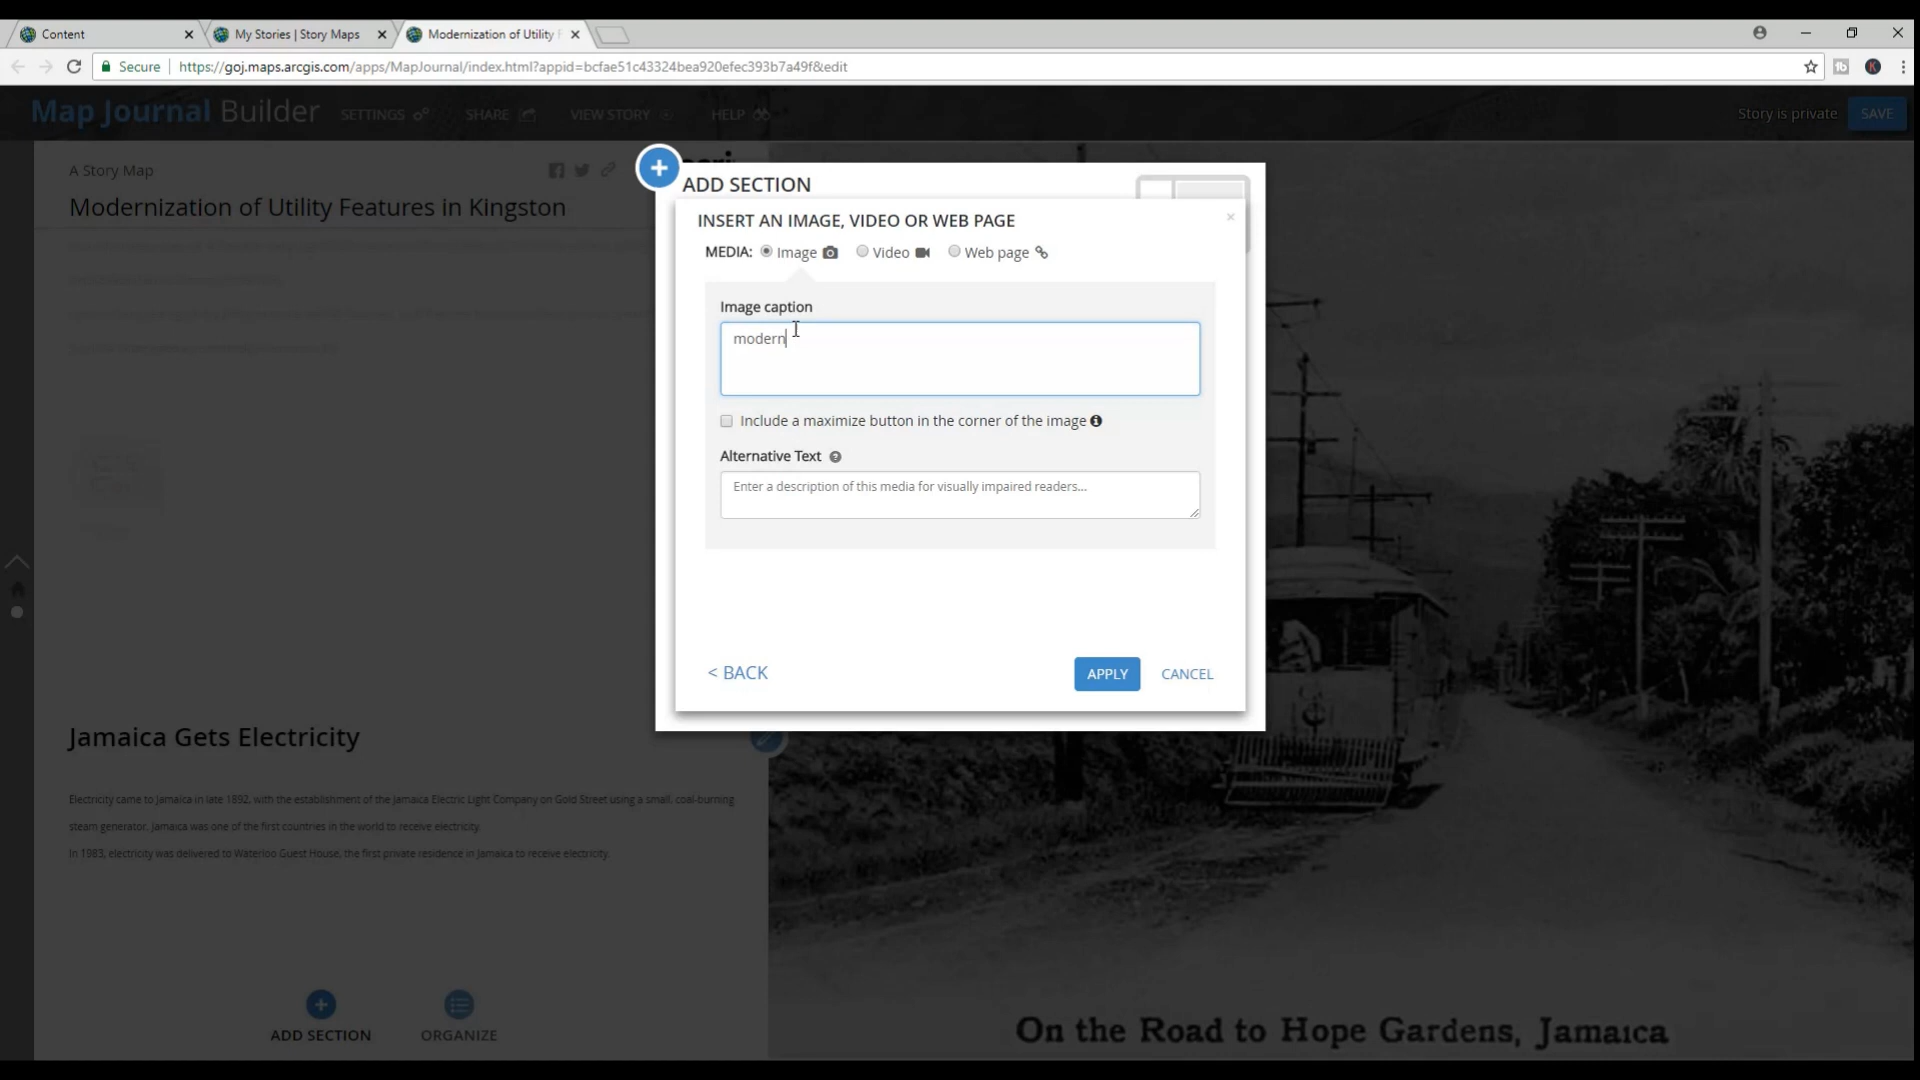 Content
My Stories | Story Maps
Modernization of Utility F
Secure
https://goj.maps.arcgis.com/apps/MapJournal/index.html?appid=bcfae51c43324bea920efec393b7a49f&edit
Map Journal Builder
SETTINGS
SHARE
VIEW STORY
HELP
Story is private
SAVE
A Story Map
Modernization of Utility Features in Kingston
ADD SECTION
INSERT AN IMAGE, VIDEO OR WEB PAGE
MEDIA: Image Video Web page
Image caption
modern
Include a maximize button in the corner of the image
Alternative Text
Enter a description of this media for visually impaired readers...
< BACK
APPLY
CANCEL
Jamaica Gets Electricity
Electricity came to Jamaica in late 1892, with the establishment of the Jamaica Electric Light Company on Gold Street using a small, coal-burning
steam generator. Jamaica was one of the first countries in the world to receive electricity.
In 1983, electricity was delivered to Waterloo Guest House, the first private residence in Jamaica to receive electricity.
ADD SECTION
ORGANIZE
On the Road to Hope Gardens, Jamaica